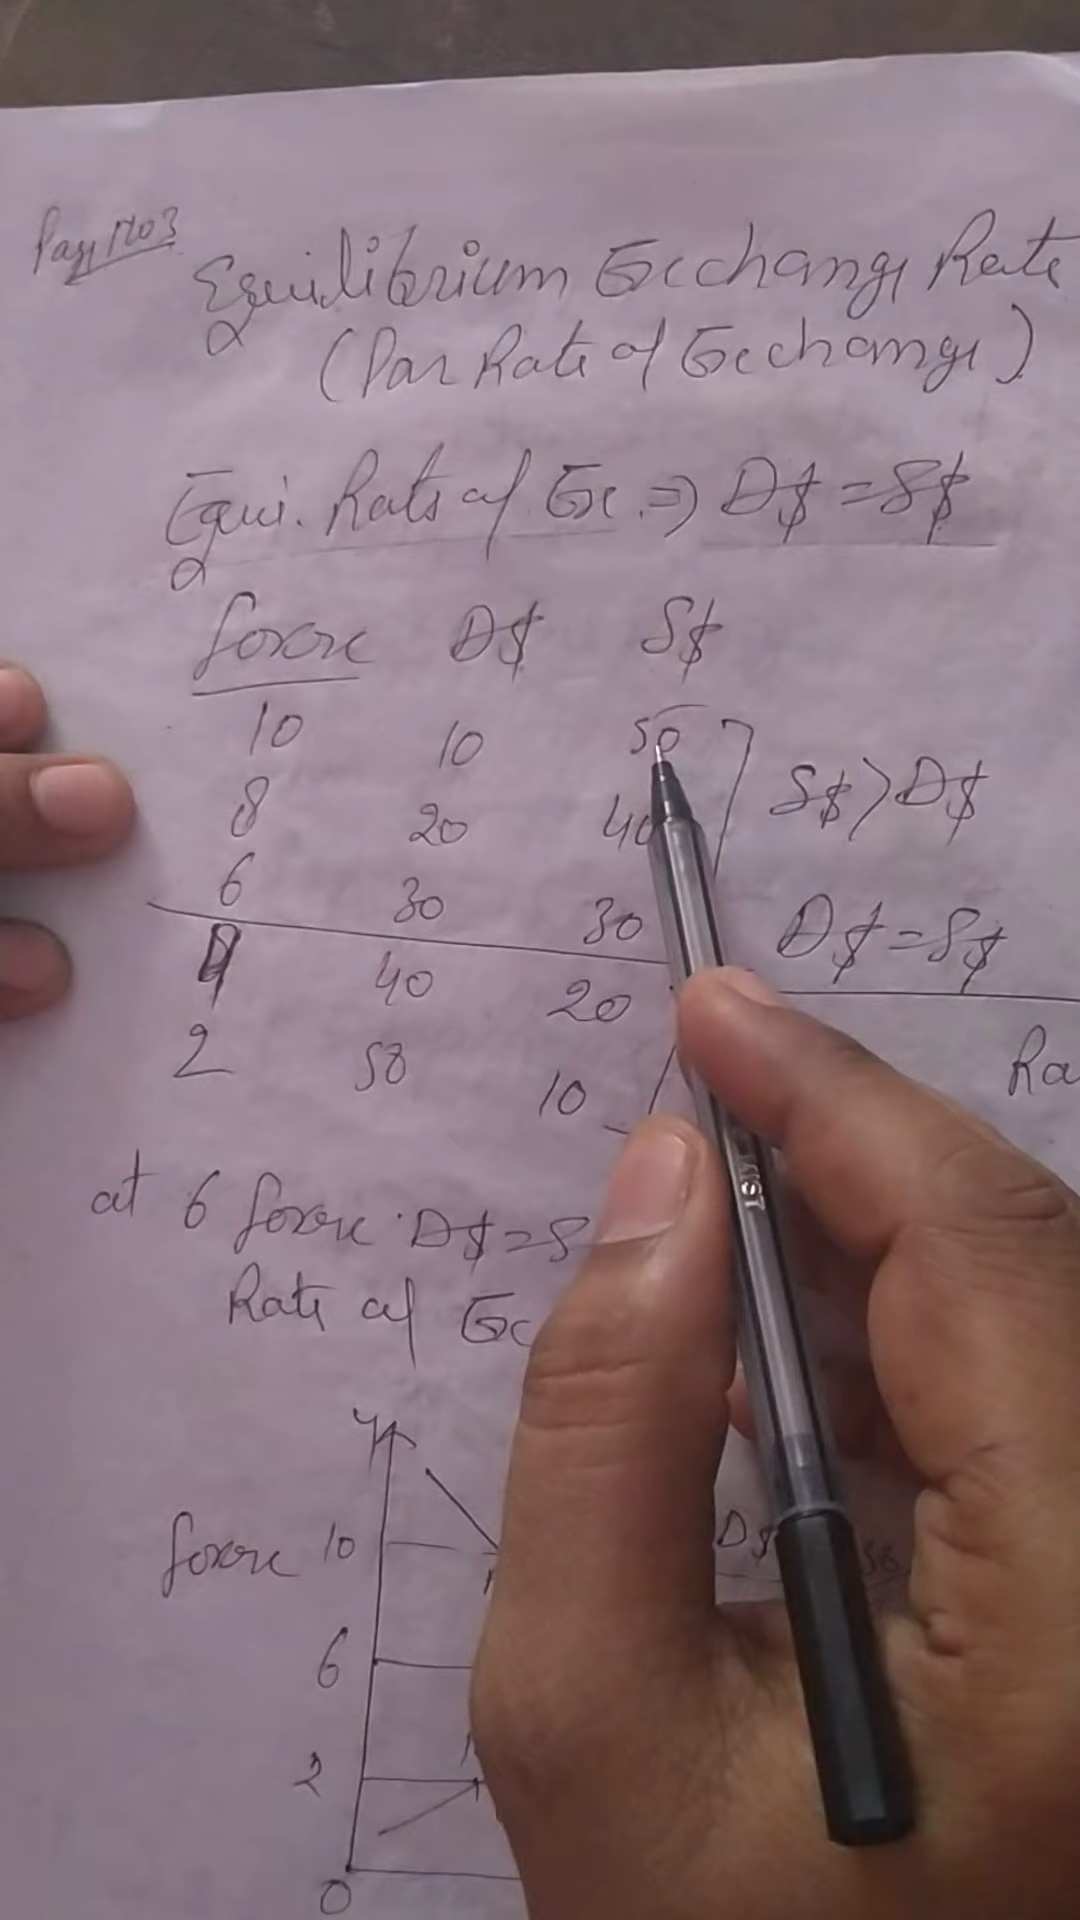 Page No 3
Equilibrium Exchange Rate
(Par Rate of Exchange)
Equi. Rate of Ex ⇒ D$ = S$
forex D$ S$
10 10 50
8 20 40 S$ > D$
6 30 30 D$ = S$
4 40 20
2 50 10 Ra
at 6 forex D$ = S
Rate of Ex
Y
forex 10 D$
6
2
0